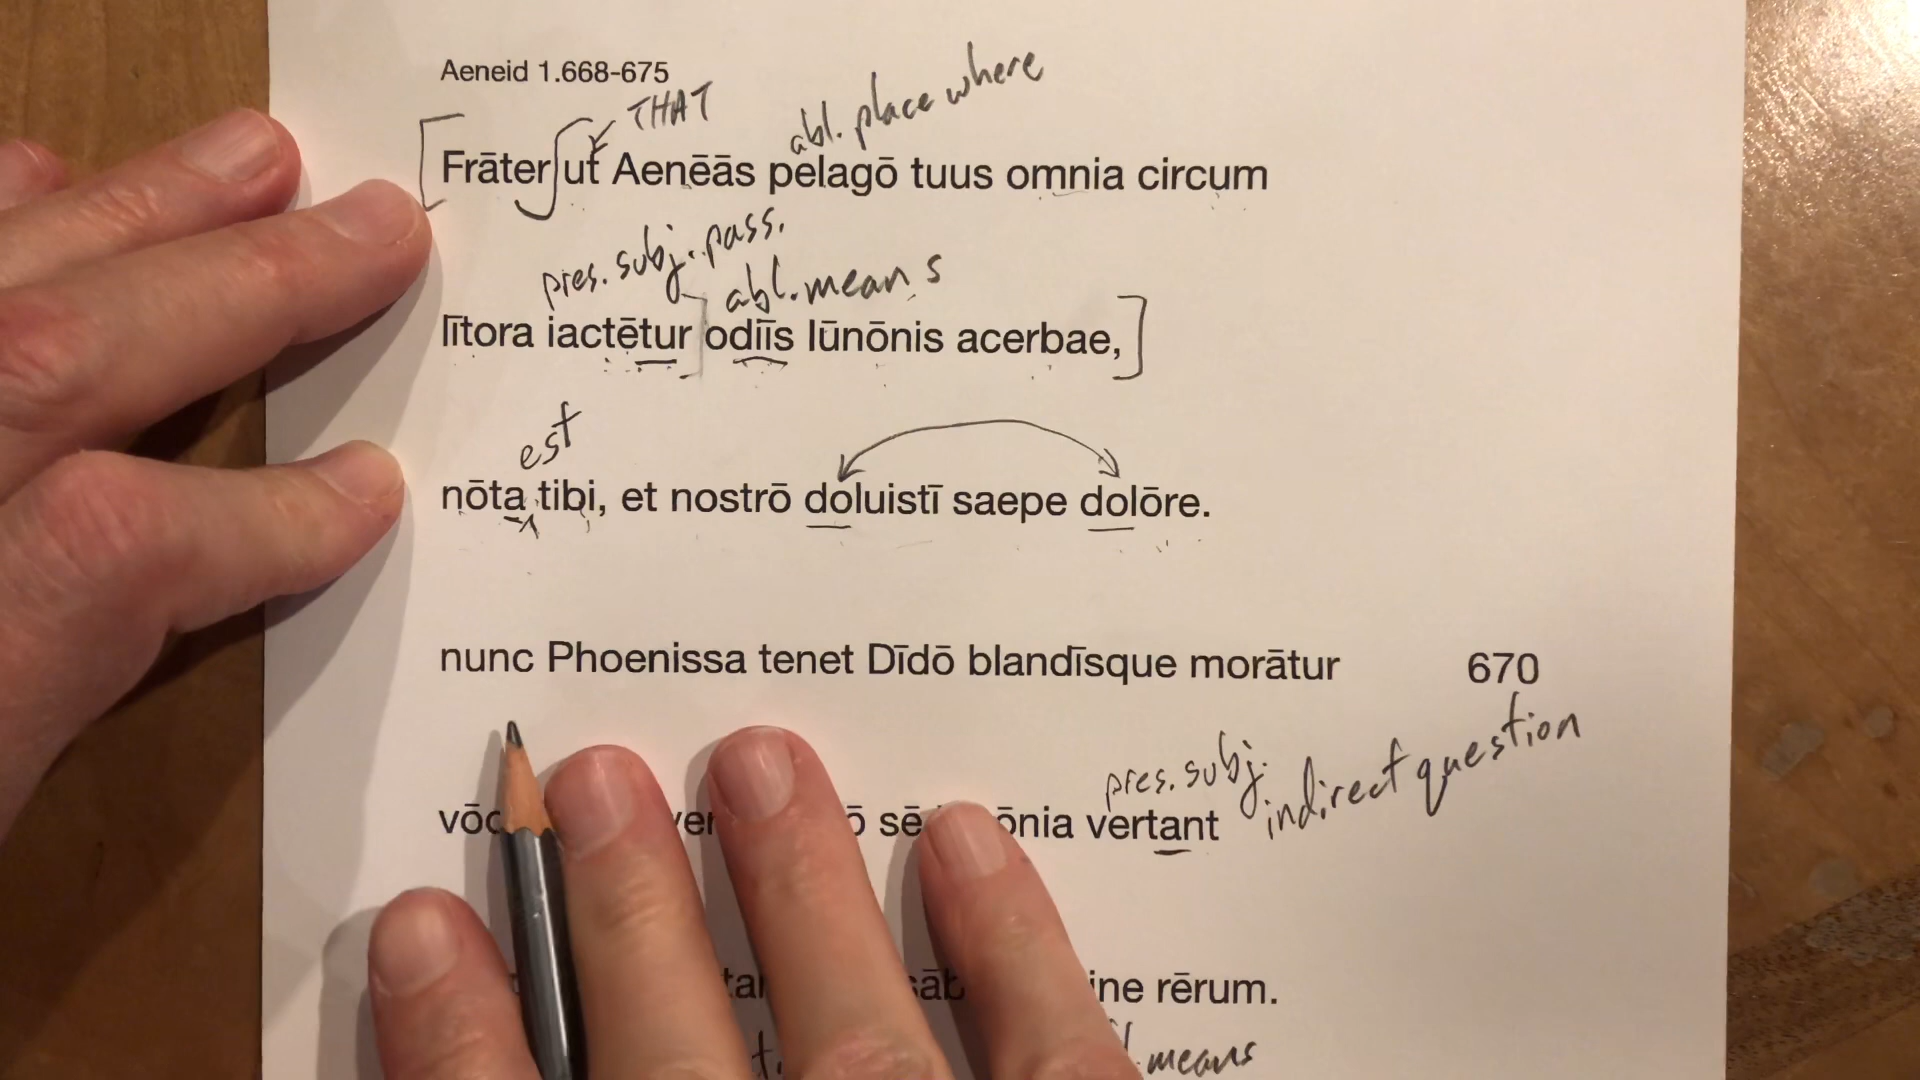 Aeneid 1.668-675
THAT
abl. place where
Frāter ut Aenēās pelagō tuus omnia circum
pres. subj. pass.
abl. means
lītora iactētur odiīs Iūnōnis acerbae,
est
nōta tibi, et nostrō doluistī saepe dolōre.
nunc Phoenissa tenet Dīdō blandīsque morātur 670
pres. subj.
indirect question
sē vertant
rērum.
means